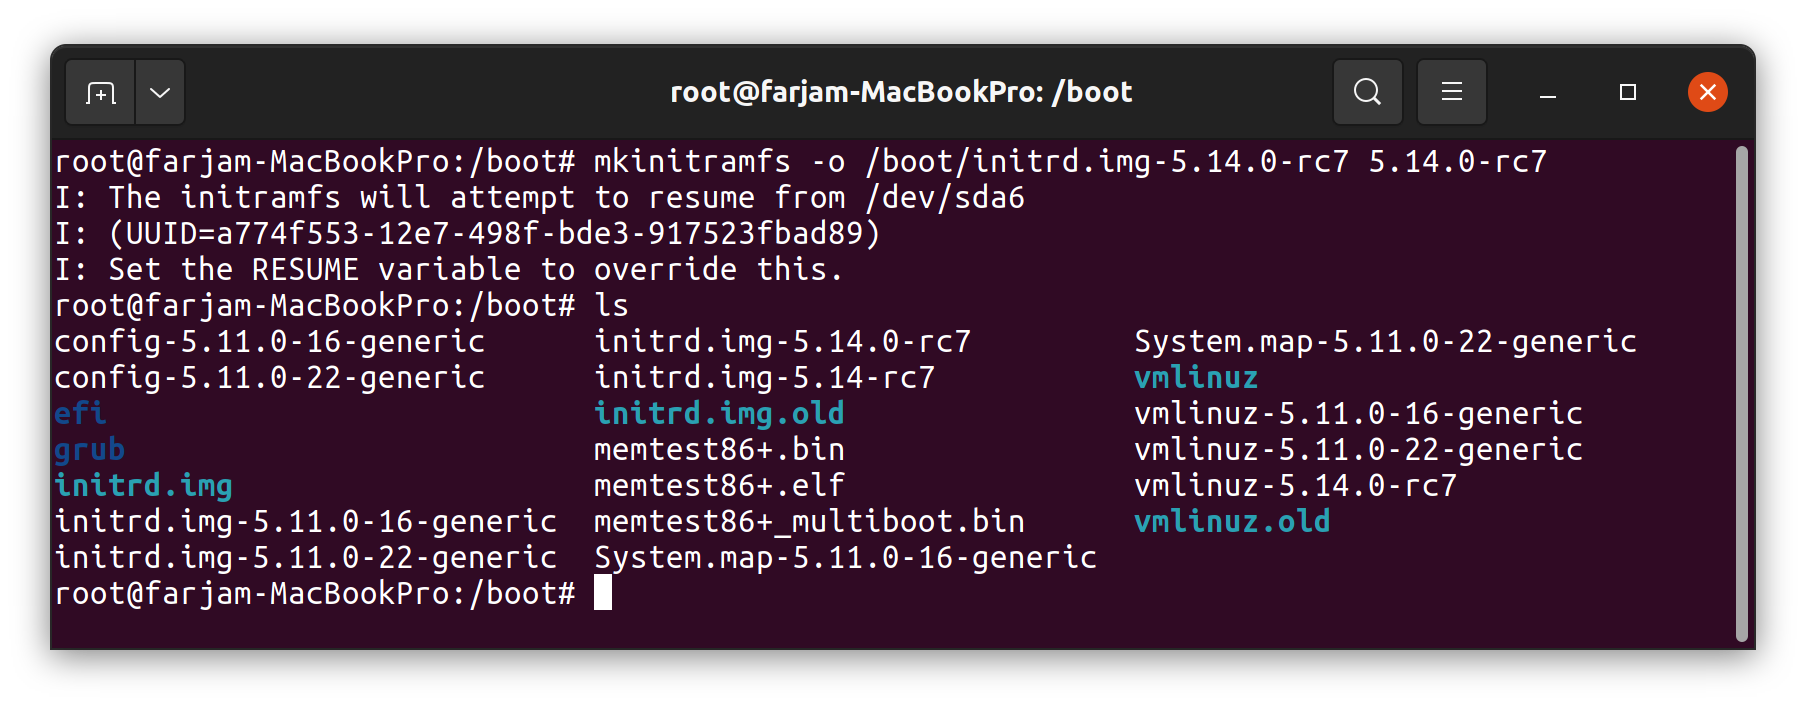 root@farjam-MacBookPro: /boot
root@farjam-MacBookPro:/boot# mkinitramfs -o /boot/initrd.img-5.14.0-rc7 5.14.0-rc7
I: The initramfs will attempt to resume from /dev/sda6
I: (UUID=a774f553-12e7-498f-bde3-917523fbad89)
I: Set the RESUME variable to override this.
root@farjam-MacBookPro:/boot# ls
config-5.11.0-16-generic initrd.img-5.14.0-rc7 System.map-5.11.0-22-generic
config-5.11.0-22-generic initrd.img-5.14-rc7 vmlinuz
efi initrd.img.old vmlinuz-5.11.0-16-generic
grub memtest86+.bin vmlinuz-5.11.0-22-generic
initrd.img memtest86+.elf vmlinuz-5.14.0-rc7
initrd.img-5.11.0-16-generic memtest86+_multiboot.bin vmlinuz.old
initrd.img-5.11.0-22-generic System.map-5.11.0-16-generic
root@farjam-MacBookPro:/boot#